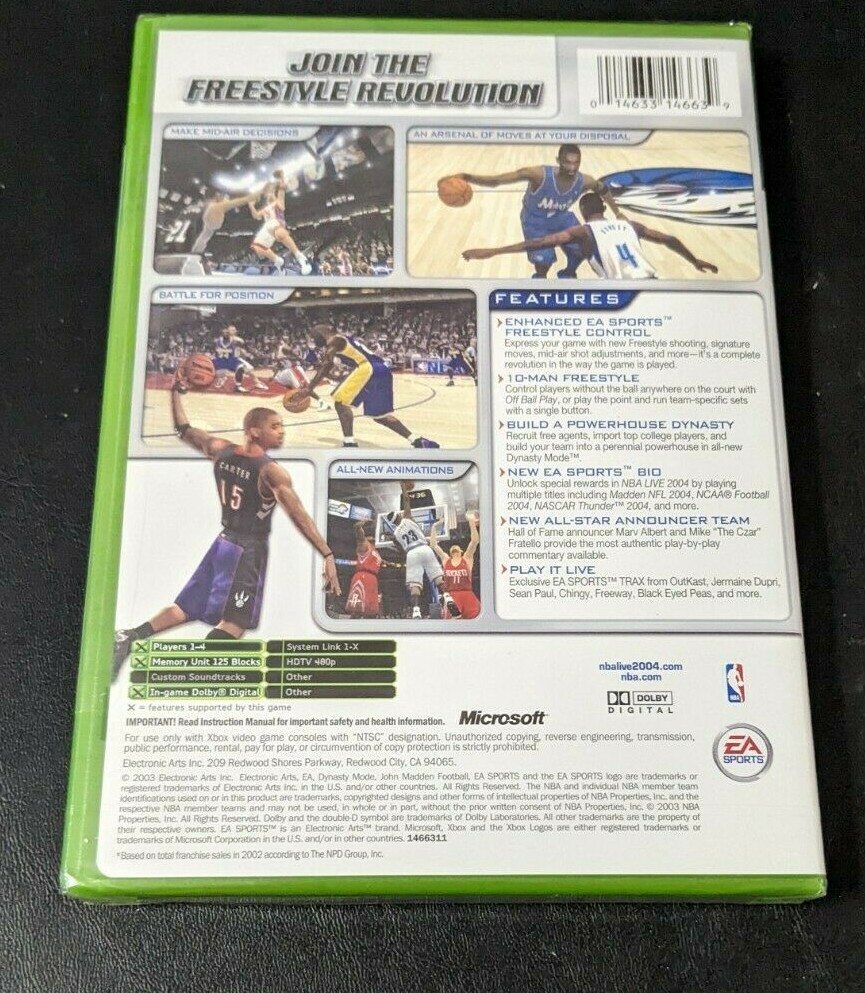 JOIN THE
FREESTYLE REVOLUTION
0 14633 14663 9
MAKE MID-AIR DECISIONS
AN ARSENAL OF MOVES AT YOUR DISPOSAL
21
4
BATTLE FOR POSITION
CARTER
15
ALL-NEW ANIMATIONS
23
ROCKETS
11
FEATURES
ENHANCED EA SPORTS™
FREESTYLE CONTROL
Express your game with new Freestyle shooting, signature
moves, mid-air shot adjustments, and more—it's a complete
revolution in the way the game is played.
10-MAN FREESTYLE
Control players without the ball anywhere on the court with
Off Ball Play, or play the point and run team-specific sets
with a single button.
BUILD A POWERHOUSE DYNASTY
Recruit free agents, import top college players, and
build your team into a perennial powerhouse in all-new
Dynasty Mode™.
NEW EA SPORTS™ BIO
Unlock special rewards in NBA LIVE 2004 by playing
multiple titles including Madden NFL 2004, NCAA® Football
2004, NASCAR Thunder™ 2004, and more.
NEW ALL-STAR ANNOUNCER TEAM
Hall of Fame announcer Marv Albert and Mike "The Czar"
Fratello provide the most authentic play-by-play
commentary available.
PLAY IT LIVE
Exclusive EA SPORTS™ TRAX from OutKast, Jermaine Dupri,
Sean Paul, Chingy, Freeway, Black Eyed Peas, and more.
X Players 1-4 System Link 1-X
X Memory Unit 125 Blocks HDTV 480p
Custom Soundtracks Other
X In-game Dolby® Digital Other
X = features supported by this game
nbalive2004.com
nba.com
NBA
DOLBY
DIGITAL
EA
SPORTS
IMPORTANT! Read Instruction Manual for important safety and health information. Microsoft
For use only with Xbox video game consoles with "NTSC" designation. Unauthorized copying, reverse engineering, transmission,
public performance, rental, pay for play, or circumvention of copy protection is strictly prohibited.
Electronic Arts Inc. 209 Redwood Shores Parkway, Redwood City, CA 94065.
© 2003 Electronic Arts Inc. Electronic Arts, EA, Dynasty Mode, John Madden Football, EA SPORTS and the EA SPORTS logo are trademarks or
registered trademarks of Electronic Arts Inc. in the U.S. and/or other countries. All Rights Reserved. The NBA and individual NBA member team
identifications used on or in this product are trademarks, copyrighted designs and other forms of intellectual properties of NBA Properties, Inc. and the
respective NBA member teams and may not be used, in whole or in part, without the prior written consent of NBA Properties, Inc. © 2003 NBA
Properties, Inc. All Rights Reserved. Dolby and the double-D symbol are trademarks of Dolby Laboratories. All other trademarks are the property of
their respective owners. EA SPORTS™ is an Electronic Arts™ brand. Microsoft, Xbox and the Xbox Logos are either registered trademarks or
trademarks of Microsoft Corporation in the U.S. and/or in other countries. 1466311
*Based on total franchise sales in 2002 according to The NPD Group, Inc.